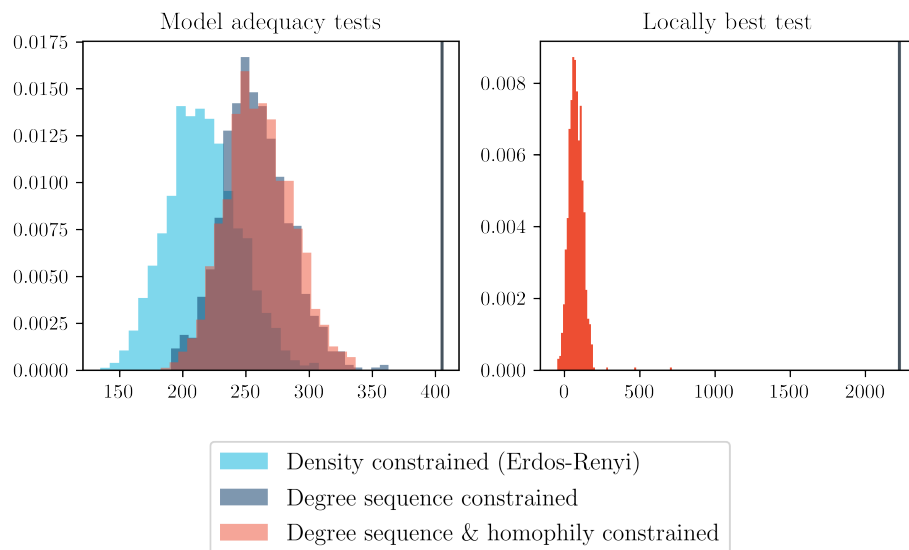 Model adequacy tests
Locally best test
0.0175
0.0150
0.0125
0.0100
0.0075
0.0050
0.0025
0.0000
150 200 250 300 350 400
0.008
0.006
0.004
0.002
0.000
0 500 1000 1500 2000
Density constrained (Erdos-Renyi)
Degree sequence constrained
Degree sequence & homophily constrained